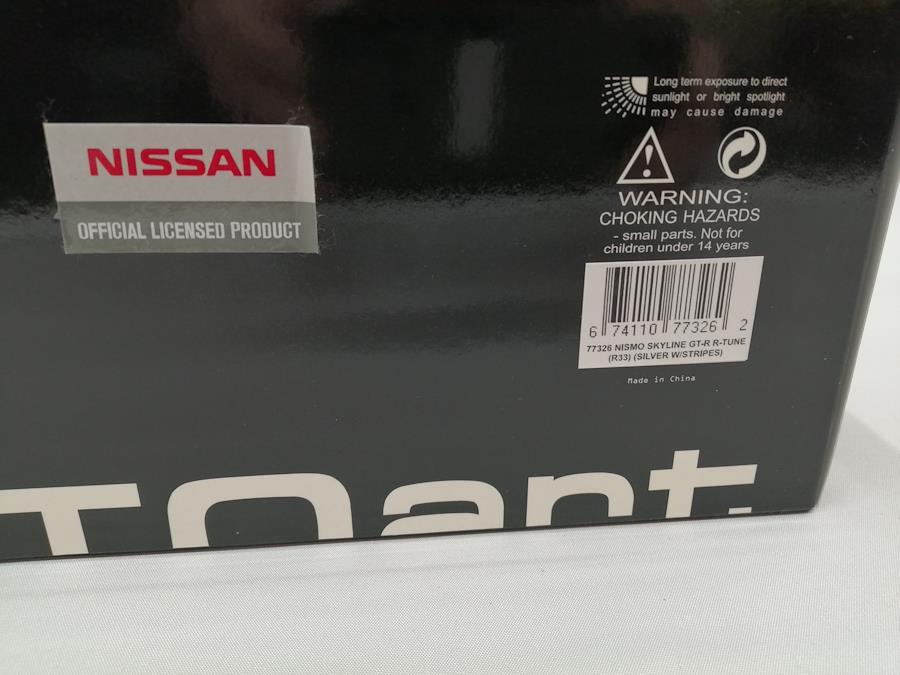 NISSAN
OFFICIAL LICENSED PRODUCT
Long term exposure to direct
sunlight or bright spotlight
may cause damage
WARNING:
CHOKING HAZARDS
- small parts. Not for
children under 14 years
6 74110 77326 2
77326 NISMO SKYLINE GT-R R-TUNE
(R33) (SILVER W/STRIPES)
Made in China
TOart